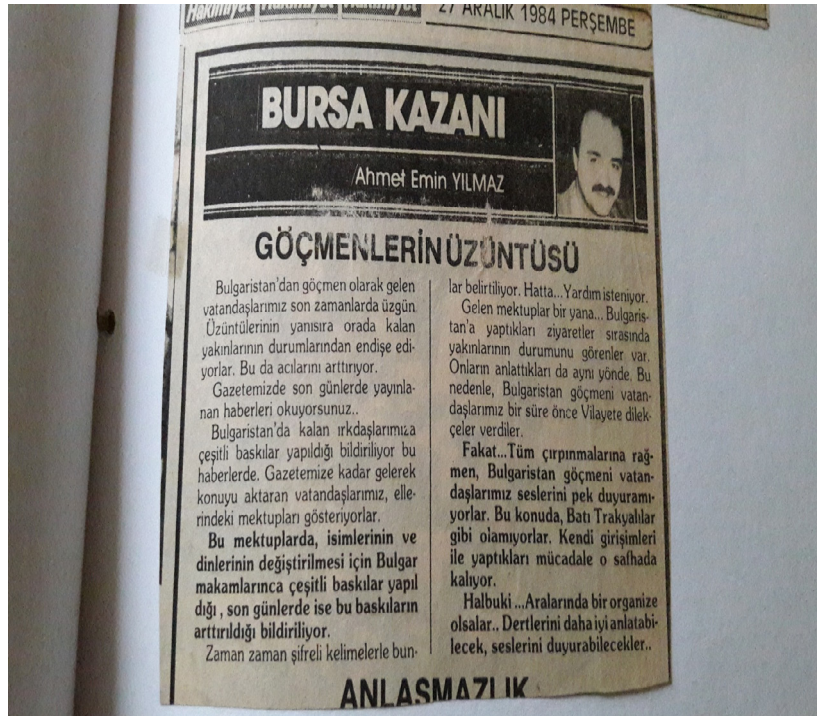 Hakimiyet Hakimiyet Hakimiyet
27 ARALIK 1984 PERŞEMBE
BURSA KAZANI
Ahmet Emin YILMAZ
GÖÇMENLERİN ÜZÜNTÜSÜ
Bulgaristan'dan göçmen olarak gelen
vatandaşlarımız son zamanlarda üzgün.
Üzüntülerinin yanısıra orada kalan
yakınlarının durumlarından endişe edi-
yorlar. Bu da acılarını arttırıyor.
Gazetemizde son günlerde yayınla-
nan haberleri okuyorsunuz..
Bulgaristan'da kalan ırkdaşlarımıza
çeşitli baskılar yapıldığı bildiriliyor bu
haberlerde. Gazetemize kadar gelerek
konuyu aktaran vatandaşlarımız, elle-
rindeki mektupları gösteriyorlar.
Bu mektuplarda, isimlerinin ve
dinlerinin değiştirilmesi için Bulgar
makamlarınca çeşitli baskılar yapıl
dığı , son günlerde ise bu baskıların
arttırıldığı bildiriliyor.
Zaman zaman şifreli kelimelerle bun-
lar belirtiliyor. Hatta...Yardım isteniyor.
Gelen mektuplar bir yana... Bulgaris-
tan'a yaptıkları ziyaretler sırasında
yakınlarının durumunu görenler var.
Onların anlattıkları da aynı yönde. Bu
nedenle, Bulgaristan göçmeni vatan-
daşlarımız bir süre önce Vilayete dilek-
çeler verdiler.
Fakat...Tüm çırpınmalarına rağ-
men, Bulgaristan göçmeni vatan-
daşlarımız seslerini pek duyuramı-
yorlar. Bu konuda, Batı Trakyalılar
gibi olamıyorlar. Kendi girişimleri
ile yaptıkları mücadale o safhada
kalıyor.
Halbuki ...Aralarında bir organize
olsalar.. Dertlerini daha iyi anlatabi-
lecek, seslerini duyurabilecekler..
ANLAŞMAZLIK